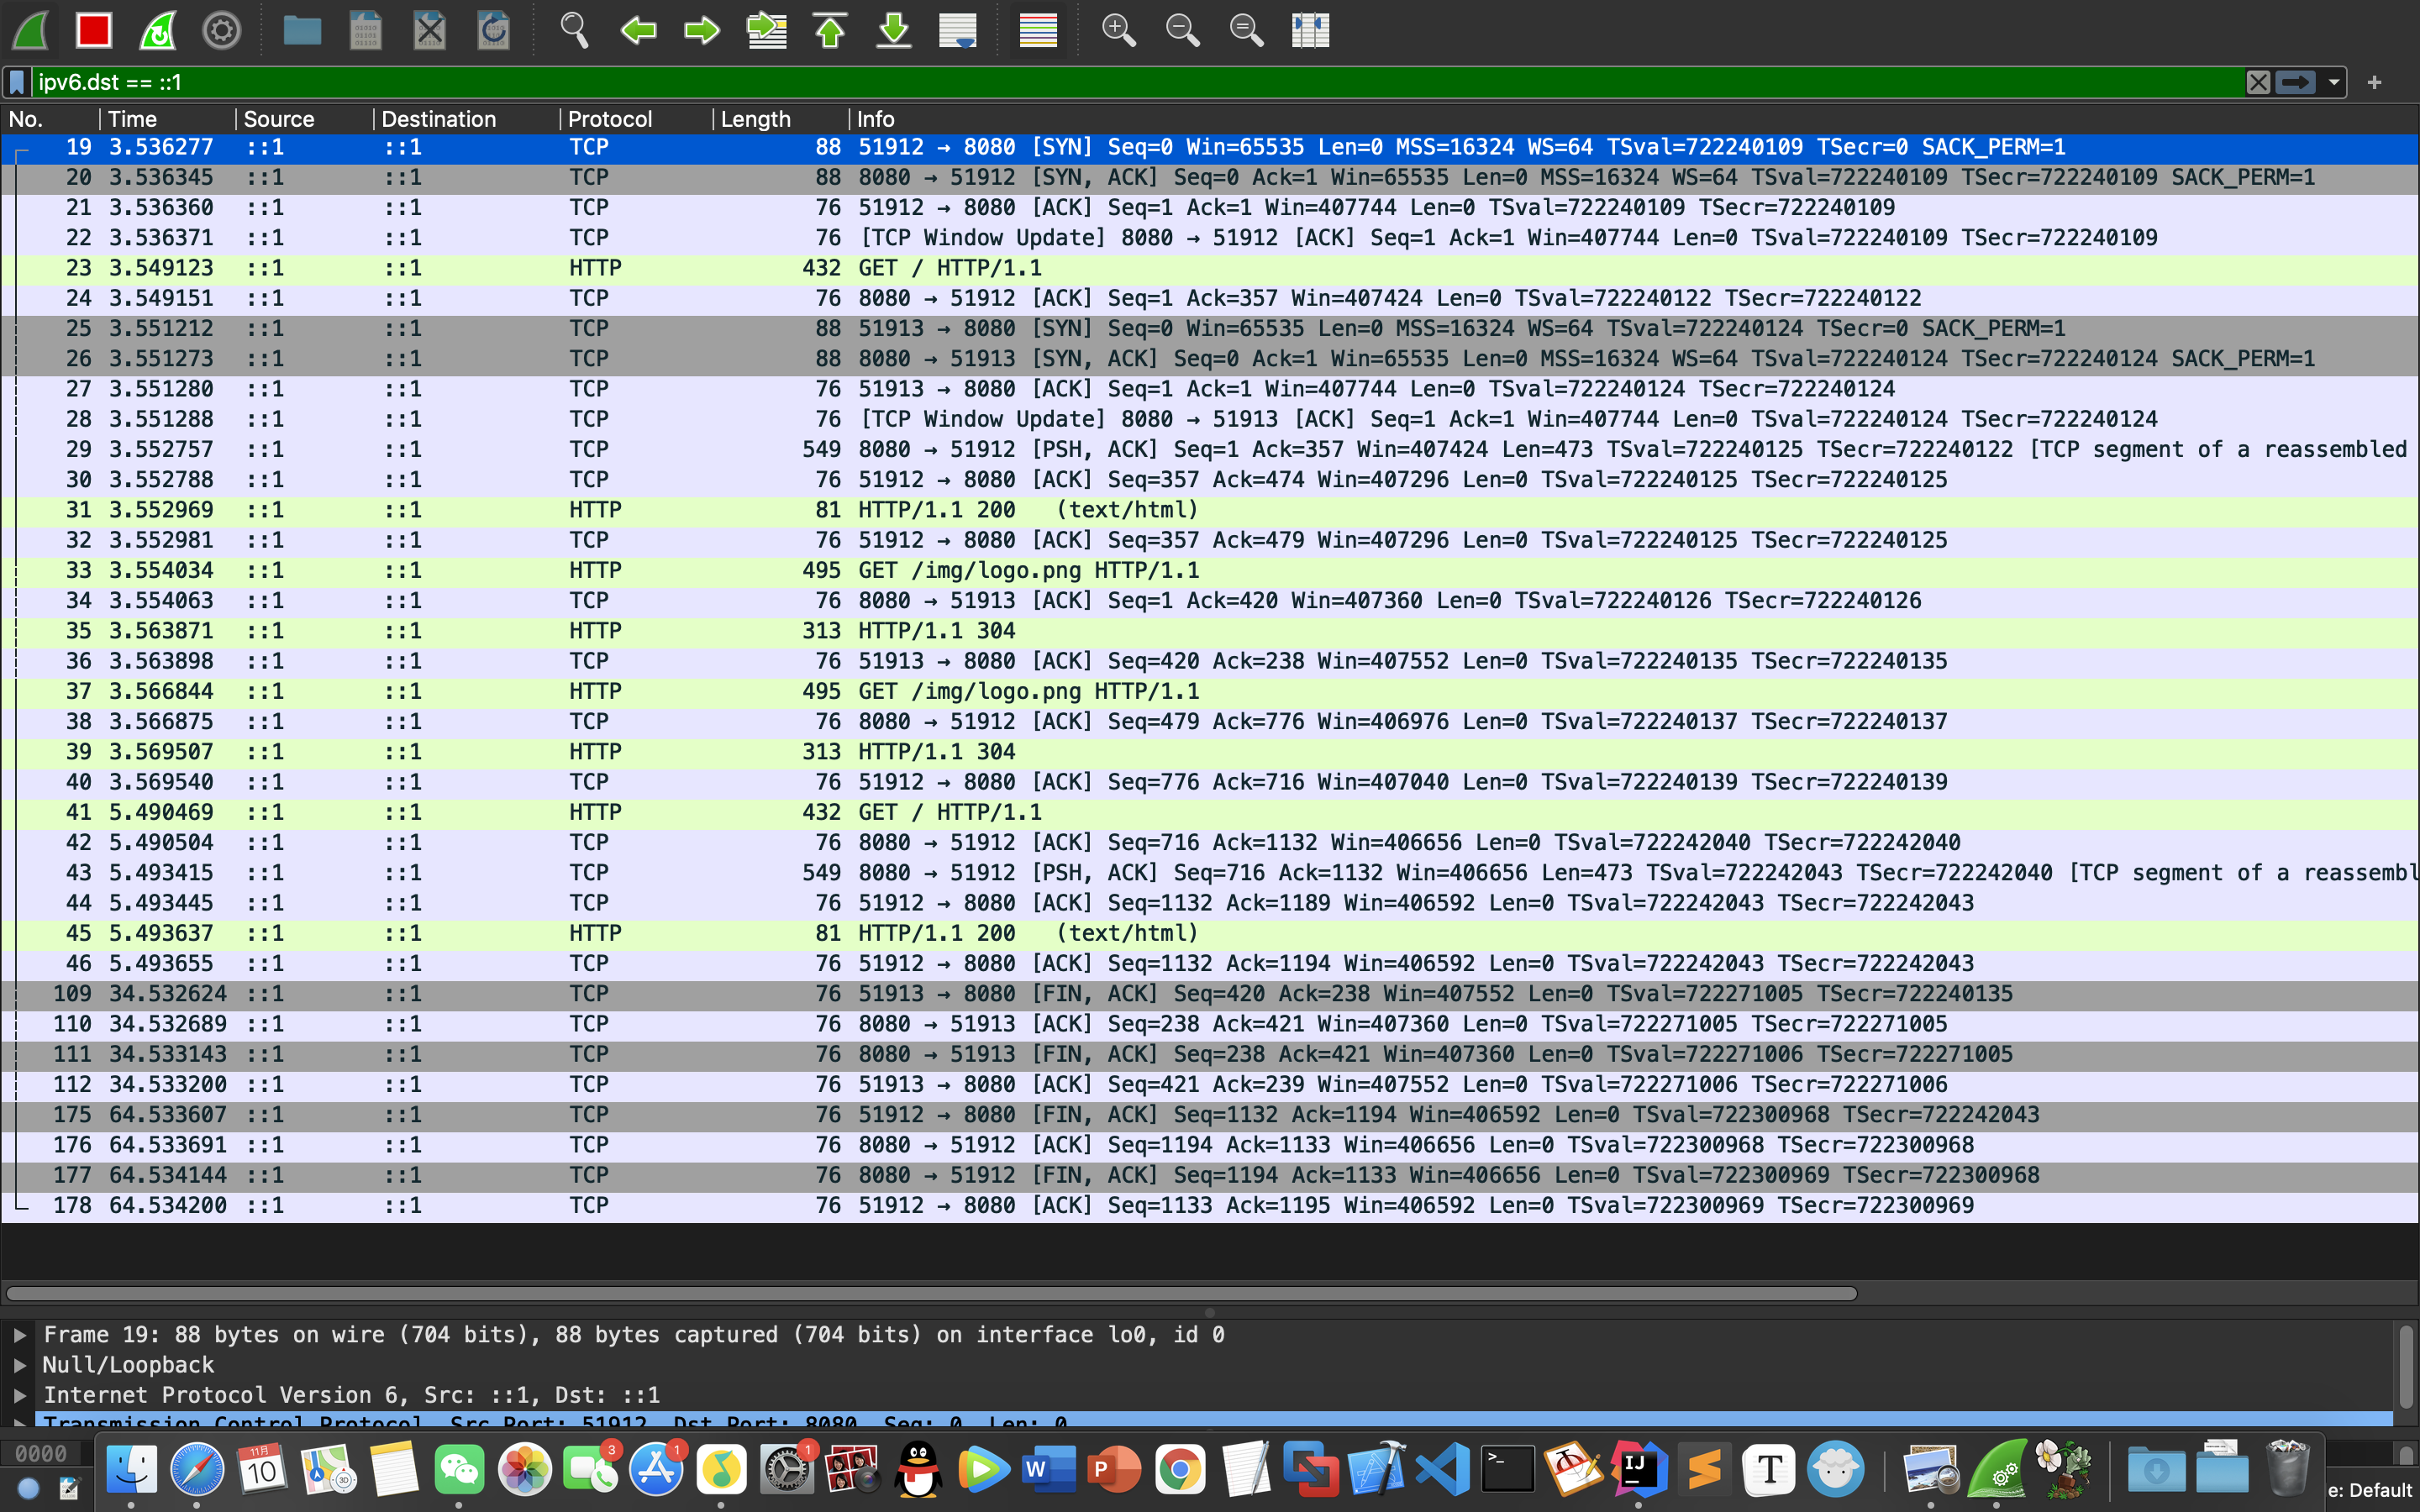 ipv6.dst == ::1
No. Time Source Destination Protocol Length Info
19 3.536277 ::1 ::1 TCP 88 51912 → 8080 [SYN] Seq=0 Win=65535 Len=0 MSS=16324 WS=64 TSval=722240109 TSecr=0 SACK_PERM=1
20 3.536345 ::1 ::1 TCP 88 8080 → 51912 [SYN, ACK] Seq=0 Ack=1 Win=65535 Len=0 MSS=16324 WS=64 TSval=722240109 TSecr=722240109 SACK_PERM=1
21 3.536360 ::1 ::1 TCP 76 51912 → 8080 [ACK] Seq=1 Ack=1 Win=407744 Len=0 TSval=722240109 TSecr=722240109
22 3.536371 ::1 ::1 TCP 76 [TCP Window Update] 8080 → 51912 [ACK] Seq=1 Ack=1 Win=407744 Len=0 TSval=722240109 TSecr=722240109
23 3.549123 ::1 ::1 HTTP 432 GET / HTTP/1.1
24 3.549151 ::1 ::1 TCP 76 8080 → 51912 [ACK] Seq=1 Ack=357 Win=407424 Len=0 TSval=722240122 TSecr=722240122
25 3.551212 ::1 ::1 TCP 88 51913 → 8080 [SYN] Seq=0 Win=65535 Len=0 MSS=16324 WS=64 TSval=722240124 TSecr=0 SACK_PERM=1
26 3.551273 ::1 ::1 TCP 88 8080 → 51913 [SYN, ACK] Seq=0 Ack=1 Win=65535 Len=0 MSS=16324 WS=64 TSval=722240124 TSecr=722240124 SACK_PERM=1
27 3.551280 ::1 ::1 TCP 76 51913 → 8080 [ACK] Seq=1 Ack=1 Win=407744 Len=0 TSval=722240124 TSecr=722240124
28 3.551288 ::1 ::1 TCP 76 [TCP Window Update] 8080 → 51913 [ACK] Seq=1 Ack=1 Win=407744 Len=0 TSval=722240124 TSecr=722240124
29 3.552757 ::1 ::1 TCP 549 8080 → 51912 [PSH, ACK] Seq=1 Ack=357 Win=407424 Len=473 TSval=722240125 TSecr=722240122 [TCP segment of a reassembled
30 3.552788 ::1 ::1 TCP 76 51912 → 8080 [ACK] Seq=357 Ack=474 Win=407296 Len=0 TSval=722240125 TSecr=722240125
31 3.552969 ::1 ::1 HTTP 81 HTTP/1.1 200 (text/html)
32 3.552981 ::1 ::1 TCP 76 51912 → 8080 [ACK] Seq=357 Ack=479 Win=407296 Len=0 TSval=722240125 TSecr=722240125
33 3.554034 ::1 ::1 HTTP 495 GET /img/logo.png HTTP/1.1
34 3.554063 ::1 ::1 TCP 76 8080 → 51913 [ACK] Seq=1 Ack=420 Win=407360 Len=0 TSval=722240126 TSecr=722240126
35 3.563871 ::1 ::1 HTTP 313 HTTP/1.1 304
36 3.563898 ::1 ::1 TCP 76 51913 → 8080 [ACK] Seq=420 Ack=238 Win=407552 Len=0 TSval=722240135 TSecr=722240135
37 3.566844 ::1 ::1 HTTP 495 GET /img/logo.png HTTP/1.1
38 3.566875 ::1 ::1 TCP 76 8080 → 51912 [ACK] Seq=479 Ack=776 Win=406976 Len=0 TSval=722240137 TSecr=722240137
39 3.569507 ::1 ::1 HTTP 313 HTTP/1.1 304
40 3.569540 ::1 ::1 TCP 76 51912 → 8080 [ACK] Seq=776 Ack=716 Win=407040 Len=0 TSval=722240139 TSecr=722240139
41 5.490469 ::1 ::1 HTTP 432 GET / HTTP/1.1
42 5.490504 ::1 ::1 TCP 76 8080 → 51912 [ACK] Seq=716 Ack=1132 Win=406656 Len=0 TSval=722242040 TSecr=722242040
43 5.493415 ::1 ::1 TCP 549 8080 → 51912 [PSH, ACK] Seq=716 Ack=1132 Win=406656 Len=473 TSval=722242043 TSecr=722242040 [TCP segment of a reassembl
44 5.493445 ::1 ::1 TCP 76 51912 → 8080 [ACK] Seq=1132 Ack=1189 Win=406592 Len=0 TSval=722242043 TSecr=722242043
45 5.493637 ::1 ::1 HTTP 81 HTTP/1.1 200 (text/html)
46 5.493655 ::1 ::1 TCP 76 51912 → 8080 [ACK] Seq=1132 Ack=1194 Win=406592 Len=0 TSval=722242043 TSecr=722242043
109 34.532624 ::1 ::1 TCP 76 51913 → 8080 [FIN, ACK] Seq=420 Ack=238 Win=407552 Len=0 TSval=722271005 TSecr=722240135
110 34.532689 ::1 ::1 TCP 76 8080 → 51913 [ACK] Seq=238 Ack=421 Win=407360 Len=0 TSval=722271005 TSecr=722271005
111 34.533143 ::1 ::1 TCP 76 8080 → 51913 [FIN, ACK] Seq=238 Ack=421 Win=407360 Len=0 TSval=722271006 TSecr=722271005
112 34.533200 ::1 ::1 TCP 76 51913 → 8080 [ACK] Seq=421 Ack=239 Win=407552 Len=0 TSval=722271006 TSecr=722271006
175 64.533607 ::1 ::1 TCP 76 51912 → 8080 [FIN, ACK] Seq=1132 Ack=1194 Win=406592 Len=0 TSval=722300968 TSecr=722242043
176 64.533691 ::1 ::1 TCP 76 8080 → 51912 [ACK] Seq=1194 Ack=1133 Win=406656 Len=0 TSval=722300968 TSecr=722300968
177 64.534144 ::1 ::1 TCP 76 8080 → 51912 [FIN, ACK] Seq=1194 Ack=1133 Win=406656 Len=0 TSval=722300969 TSecr=722300968
178 64.534200 ::1 ::1 TCP 76 51912 → 8080 [ACK] Seq=1133 Ack=1195 Win=406592 Len=0 TSval=722300969 TSecr=722300969
Frame 19: 88 bytes on wire (704 bits), 88 bytes captured (704 bits) on interface lo0, id 0
Null/Loopback
Internet Protocol Version 6, Src: ::1, Dst: ::1
Transmission Control Protocol, Src Port: 51912, Dst Port: 8080, Seq: 0, Len: 0
0000
11月
10
3D
3
1
1
W
P
>_
IJ
T
e: Default